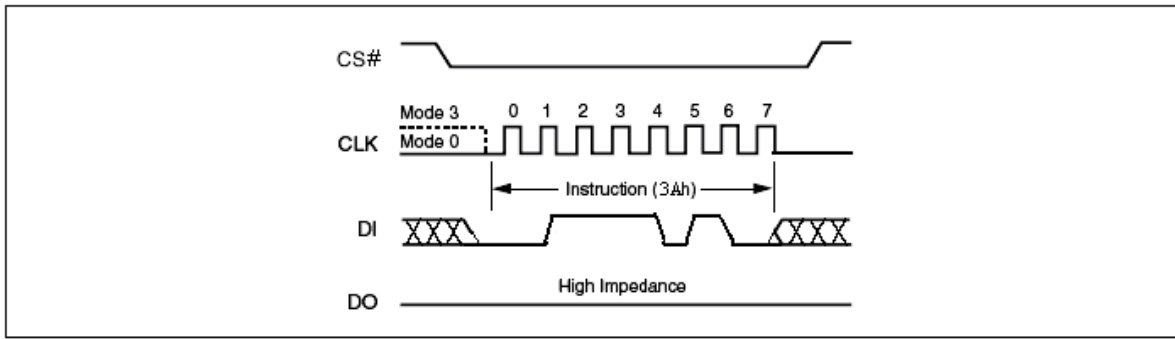 CS#
Mode 3 0 1 2 3 4 5 6 7
CLK Mode 0
Instruction (3Ah)
DI
High Impedance
DO